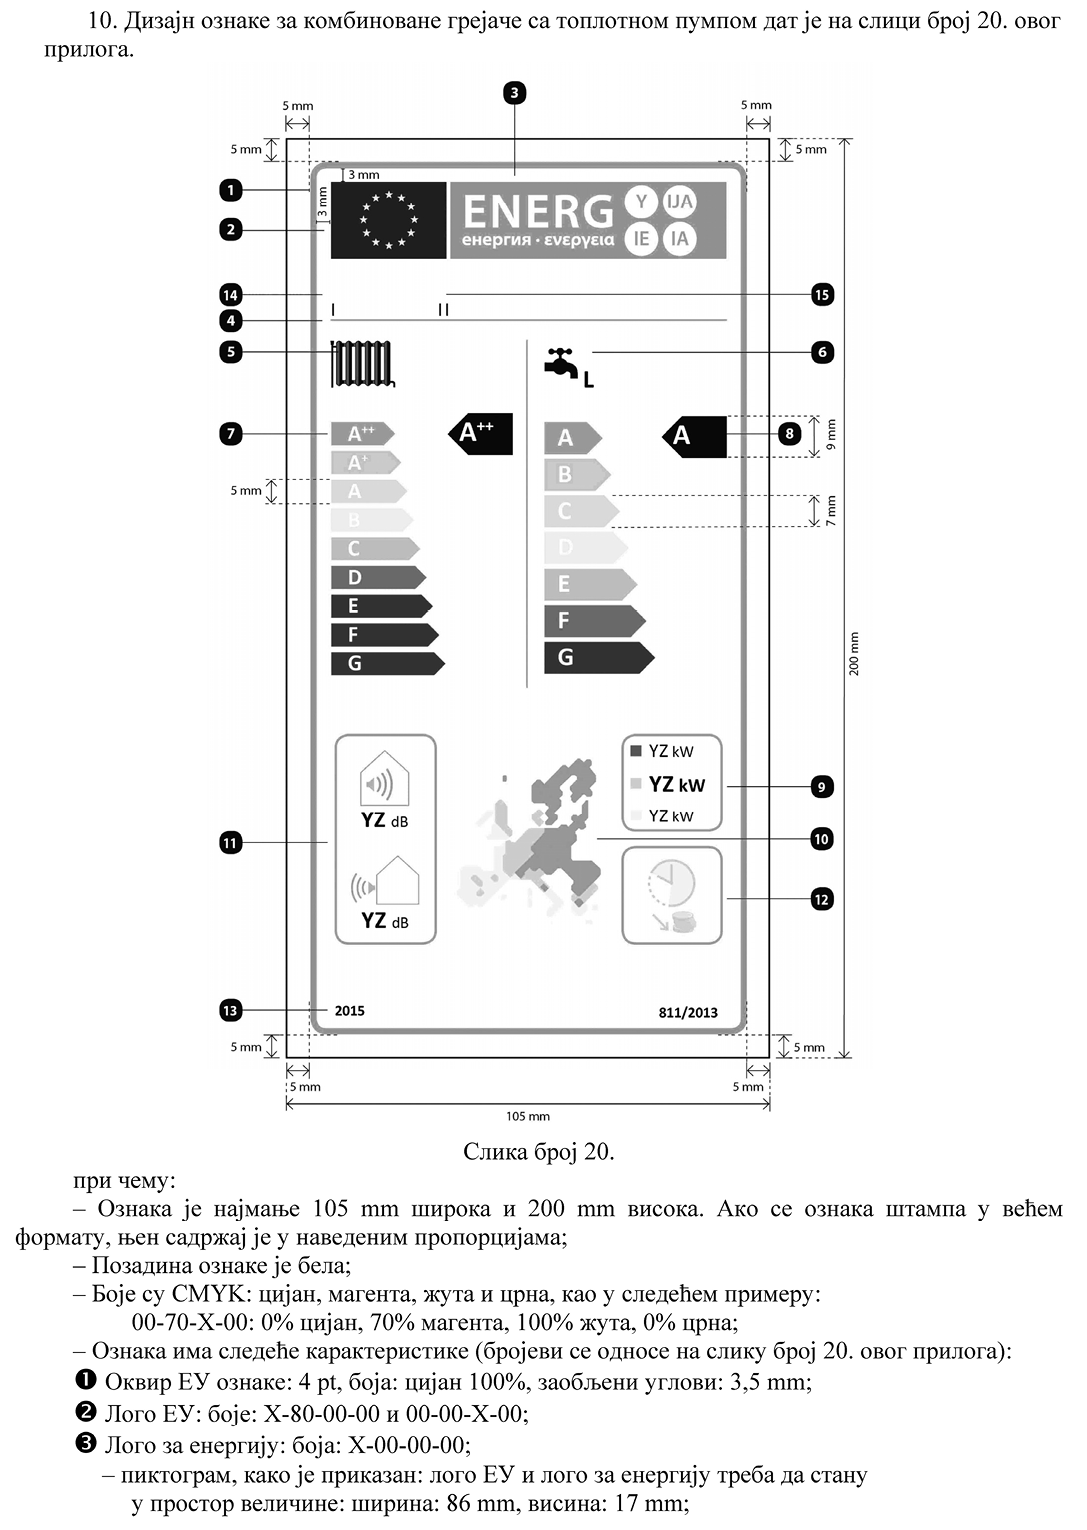 10. Дизајн ознаке за комбиноване грејаче са топлотном пумпом дат је на слици број 20. овог
прилога.
3
5 mm
5 mm
5 mm
5 mm
3 mm
1
3 mm
2
ENERG
енергия · ενεργεια
Y IJA
IE IA
14
15
I
II
4
5
6
L
7
8
A++
A+
A
B
C
D
E
F
G
A++
A
B
C
D
E
F
G
A
9 mm
5 mm
7 mm
200 mm
YZ dB
YZ dB
YZ kW
YZ kW
YZ kW
9
10
11
12
13
2015
811/2013
5 mm
5 mm
5 mm
5 mm
105 mm
Слика број 20.
при чему:
– Ознака је најмање 105 mm широка и 200 mm висока. Ако се ознака штампа у већем
формату, њен садржај је у наведеним пропорцијама;
– Позадина ознаке је бела;
– Боје су CMYK: цијан, магента, жута и црна, као у следећем примеру:
00-70-X-00: 0% цијан, 70% магента, 100% жута, 0% црна;
– Ознака има следеће карактеристике (бројеви се односе на слику број 20. овог прилога):
❶ Оквир ЕУ ознаке: 4 pt, боја: цијан 100%, заобљени углови: 3,5 mm;
❷ Лого ЕУ: боје: X-80-00-00 и 00-00-X-00;
❸ Лого за енергију: боја: X-00-00-00;
– пиктограм, како је приказан: лого ЕУ и лого за енергију треба да стану
у простор величине: ширина: 86 mm, висина: 17 mm;